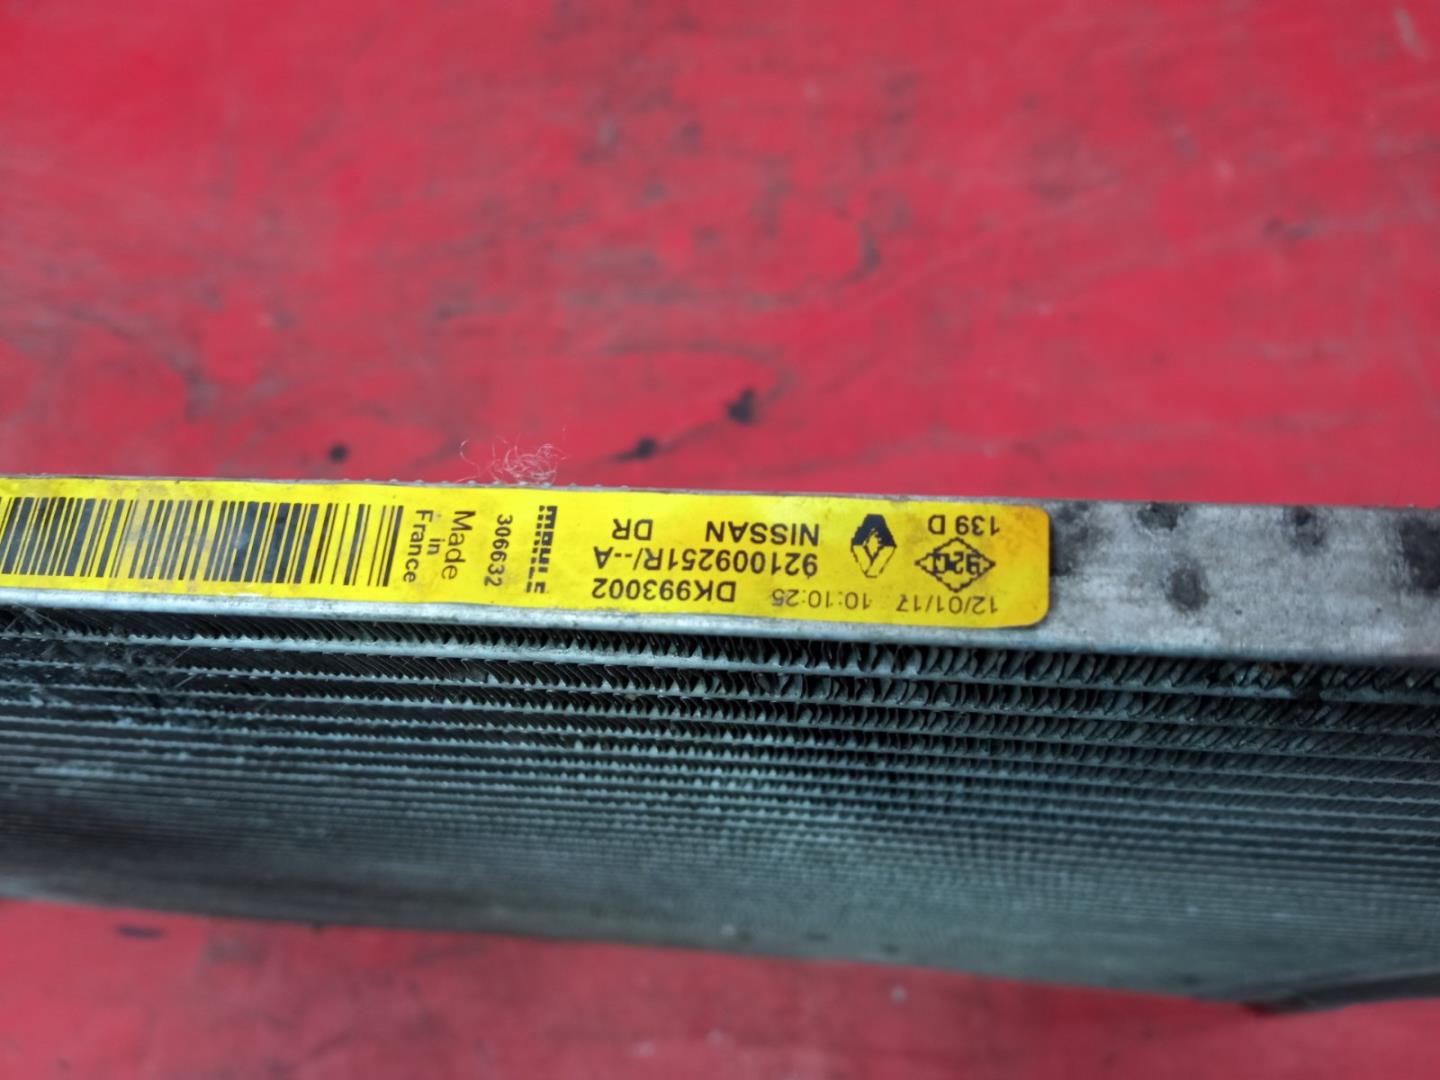 12/01/17 10:10:25
DK993002
921009251R/--A
NISSAN DR
139 D
MAHLE
306632
Made
in
France